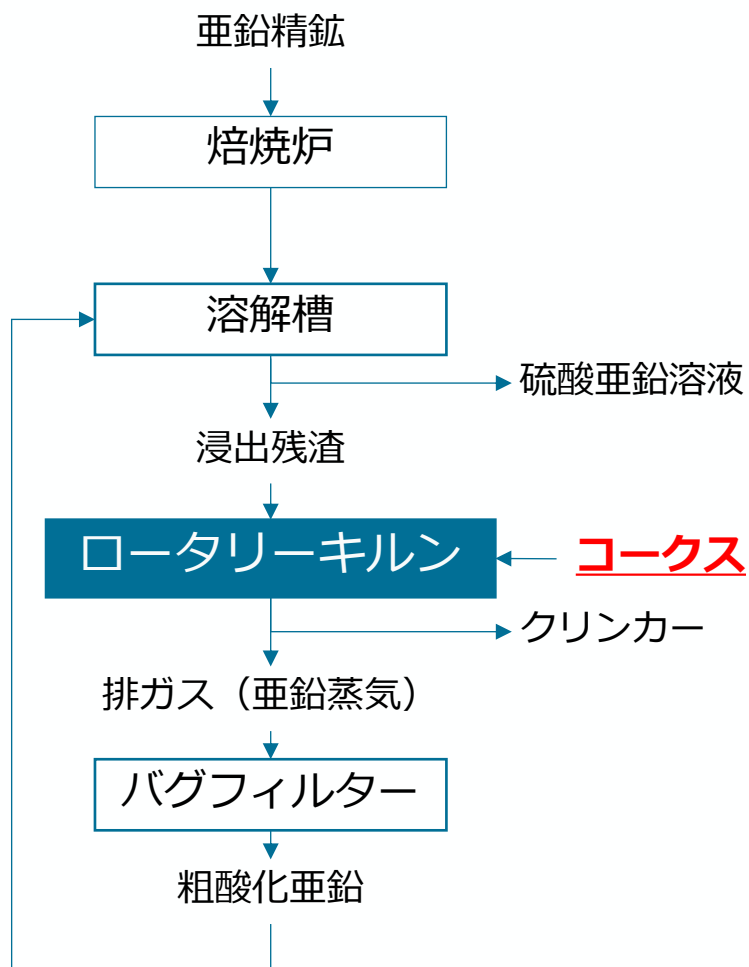 亜鉛精鉱
焙焼炉
溶解槽
硫酸亜鉛溶液
浸出残渣
ロータリーキルン
コークス
クリンカー
排ガス（亜鉛蒸気）
バグフィルター
粗酸化亜鉛